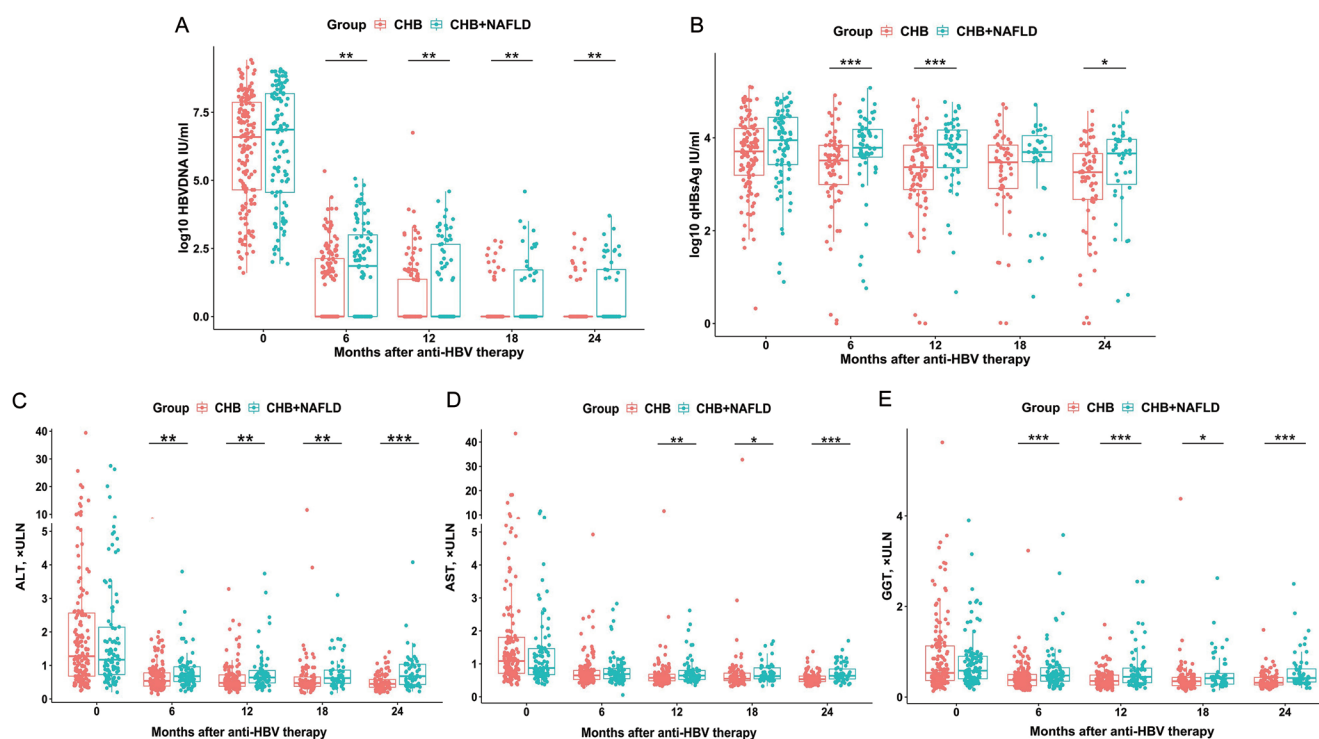 A
Group CHB CHB+NAFLD
** ** ** **
log10 HBVDNA IU/ml
7.5
5.0
2.5
0.0
0 6 12 18 24
Months after anti-HBV therapy
B
Group CHB CHB+NAFLD
*** *** *
log10 qHBsAg IU/ml
4
2
0
0 6 12 18 24
Months after anti-HBV therapy
C
Group CHB CHB+NAFLD
** ** ** ***
ALT, ×ULN
40
30
20
10
5
4
3
2
1
0
0 6 12 18 24
Months after anti-HBV therapy
D
Group CHB CHB+NAFLD
** * ***
AST, ×ULN
40
30
20
10
5
4
3
2
1
0
0 6 12 18 24
Months after anti-HBV therapy
E
Group CHB CHB+NAFLD
*** *** * ***
GGT, ×ULN
4
2
0
0 6 12 18 24
Months after anti-HBV therapy